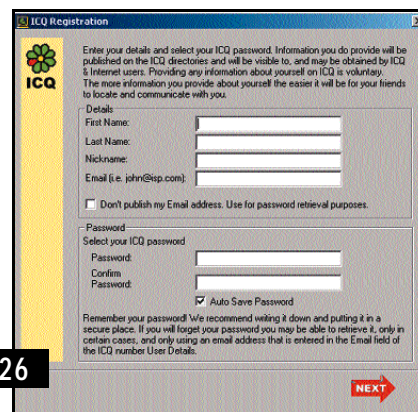 ICQ Registration
ICQ
Enter your details and select your ICQ password. Information you do provide will be
published on the ICQ directories and will be visible to, and may be obtained by ICQ
& Internet users. Providing any information about yourself on ICQ is voluntary.
The more information you provide about yourself the easier it will be for your friends
to locate and communicate with you.
Details
First Name:
Last Name:
Nickname:
Email (i.e. john@isp.com):
Don't publish my Email address. Use for password retrieval purposes.
Password
Select your ICQ password
Password:
Confirm
Password:
Auto Save Password
Remember your password! We recommend writing it down and putting it in a
secure place. If you will forget your password you may be able to retrieve it, only in
certain cases, and only using an email address that is entered in the Email field of
the ICQ number User Details.
26
NEXT